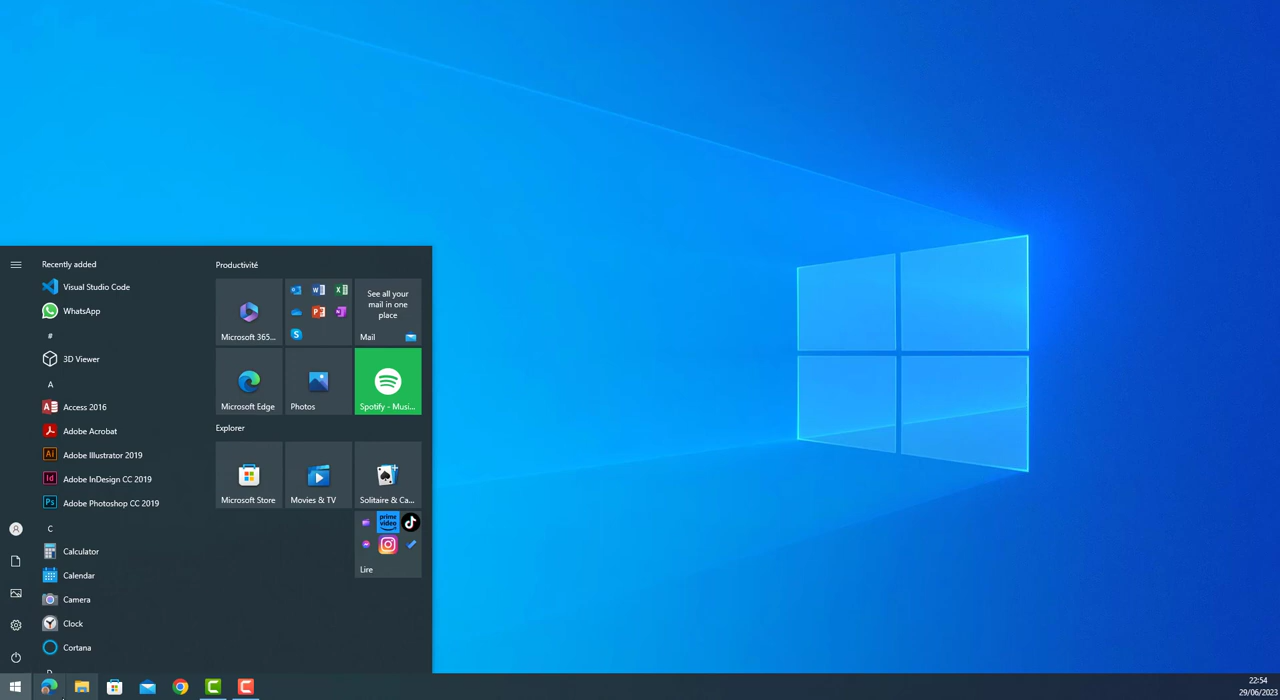 Recently added
Visual Studio Code
WhatsApp
#
3D Viewer
A
Access 2016
Adobe Acrobat
Adobe Illustrator 2019
Adobe InDesign CC 2019
Adobe Photoshop CC 2019
C
Calculator
Calendar
Camera
Clock
Cortana
Productivité
Microsoft 365...
See all your
mail in one
place
Mail
Microsoft Edge
Photos
Spotify - Musi...
Explorer
Microsoft Store
Movies & TV
Solitaire & Ca...
prime
video
Lire
22:54
29/06/2023